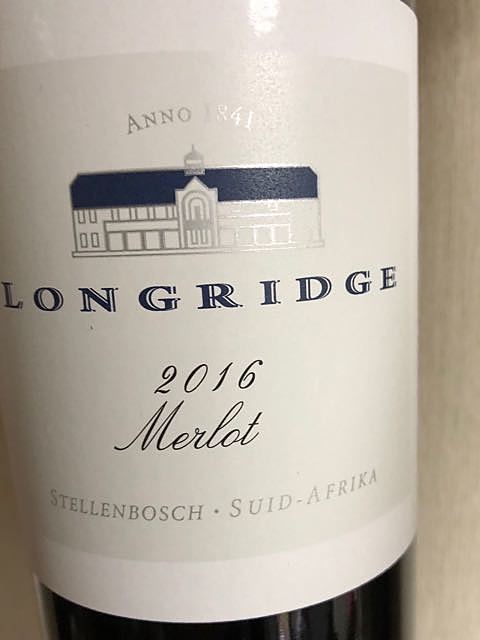 ANNO 1841
LONGRIDGE
2016
Merlot
STELLENBOSCH · SUID-AFRIKA